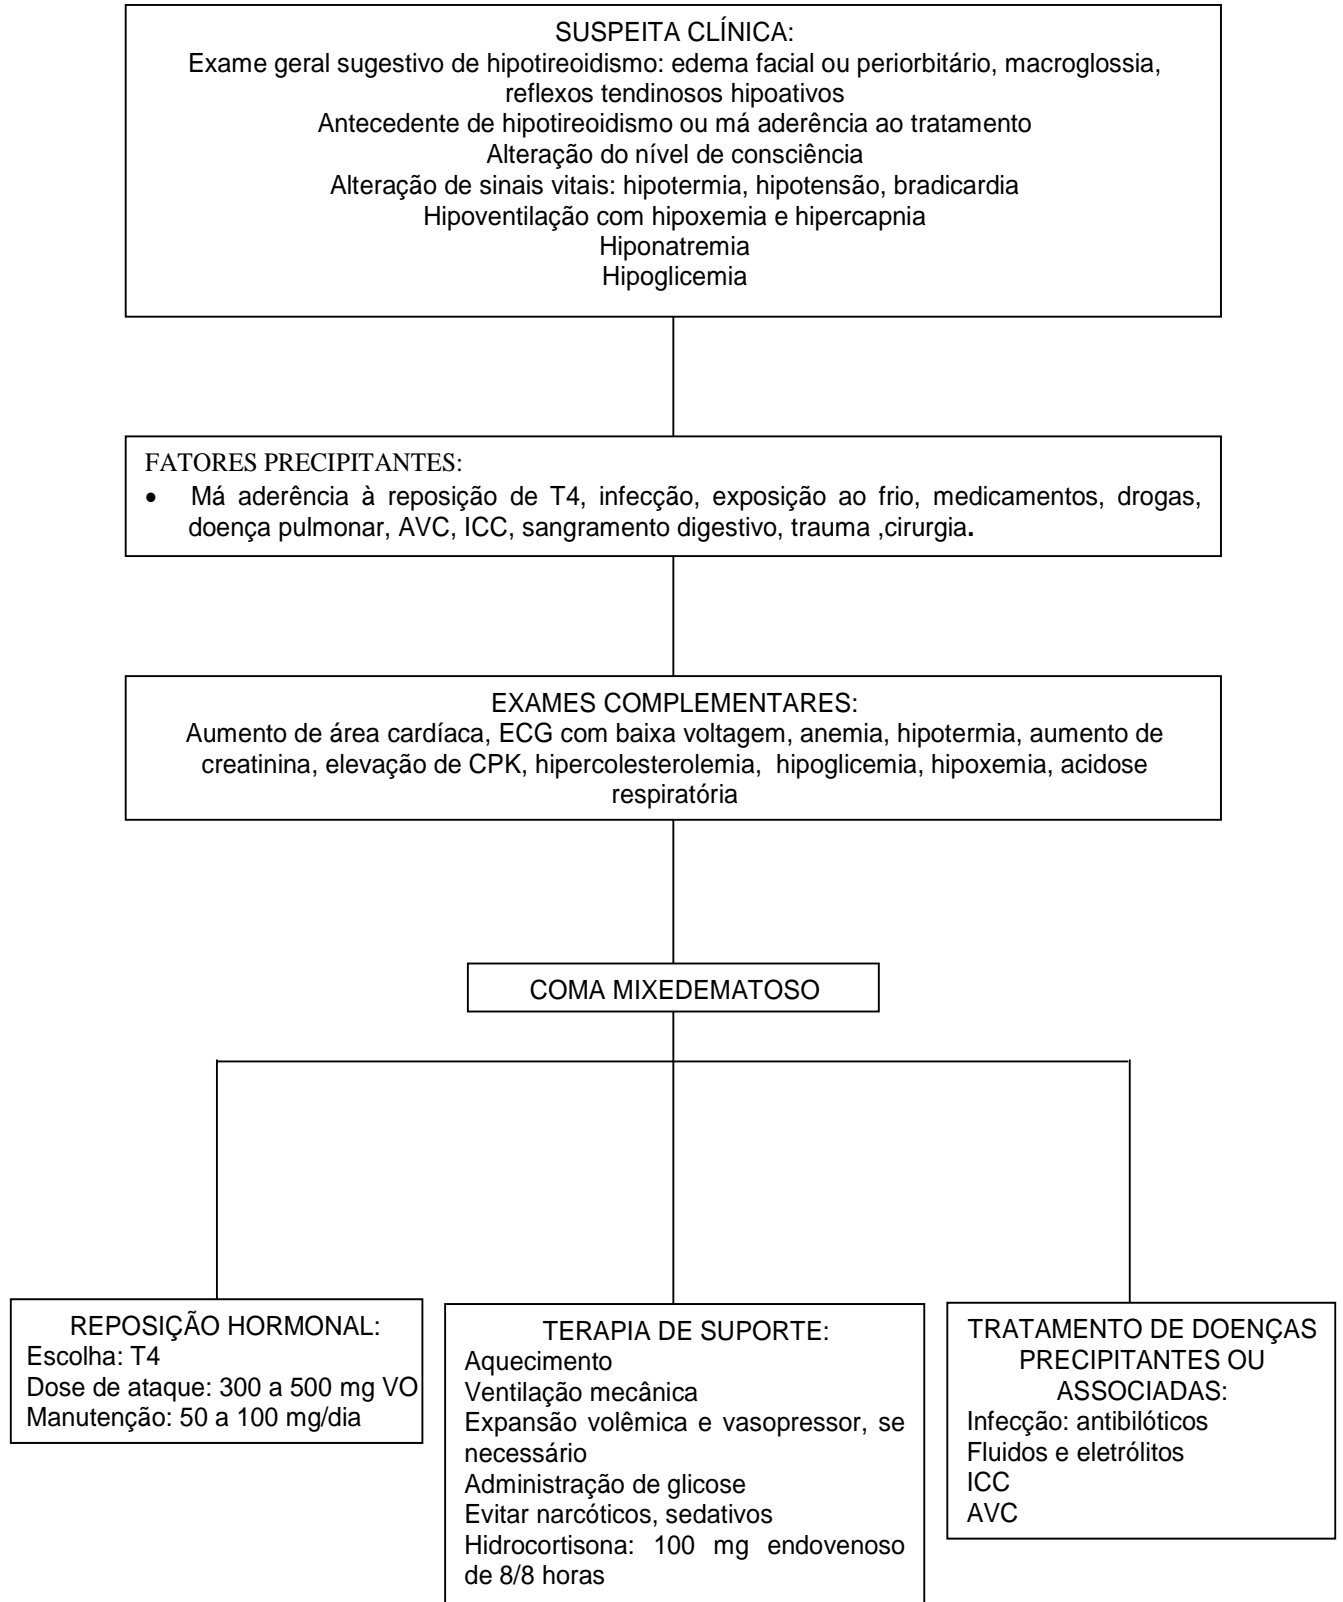 SUSPEITA CLÍNICA:
Exame geral sugestivo de hipotireoidismo: edema facial ou periorbitário, macroglossia,
reflexos tendinosos hipoativos
Antecedente de hipotireoidismo ou má aderência ao tratamento
Alteração do nível de consciência
Alteração de sinais vitais: hipotermia, hipotensão, bradicardia
Hipoventilação com hipoxemia e hipercapnia
Hiponatremia
Hipoglicemia
FATORES PRECIPITANTES:
• Má aderência à reposição de T4, infecção, exposição ao frio, medicamentos, drogas,
doença pulmonar, AVC, ICC, sangramento digestivo, trauma ,cirurgia.
EXAMES COMPLEMENTARES:
Aumento de área cardíaca, ECG com baixa voltagem, anemia, hipotermia, aumento de
creatinina, elevação de CPK, hipercolesterolemia, hipoglicemia, hipoxemia, acidose
respiratória
COMA MIXEDEMATOSO
REPOSIÇÃO HORMONAL:
Escolha: T4
Dose de ataque: 300 a 500 mg VO
Manutenção: 50 a 100 mg/dia
TERAPIA DE SUPORTE:
Aquecimento
Ventilação mecânica
Expansão volêmica e vasopressor, se
necessário
Administração de glicose
Evitar narcóticos, sedativos
Hidrocortisona: 100 mg endovenoso
de 8/8 horas
TRATAMENTO DE DOENÇAS
PRECIPITANTES OU
ASSOCIADAS:
Infecção: antibilóticos
Fluidos e eletrólitos
ICC
AVC